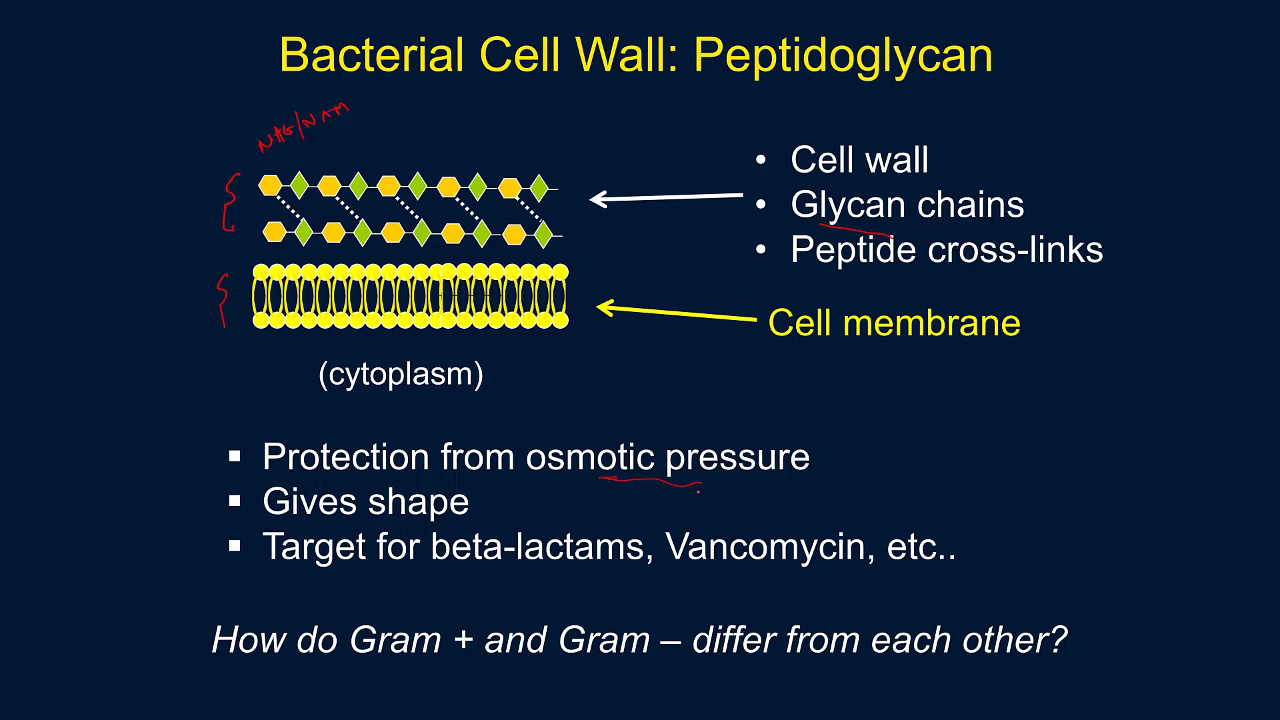 Bacterial Cell Wall: Peptidoglycan
NAG/NAM
• Cell wall
• Glycan chains
• Peptide cross-links
Cell membrane
(cytoplasm)
▪ Protection from osmotic pressure
▪ Gives shape
▪ Target for beta-lactams, Vancomycin, etc..
How do Gram + and Gram – differ from each other?